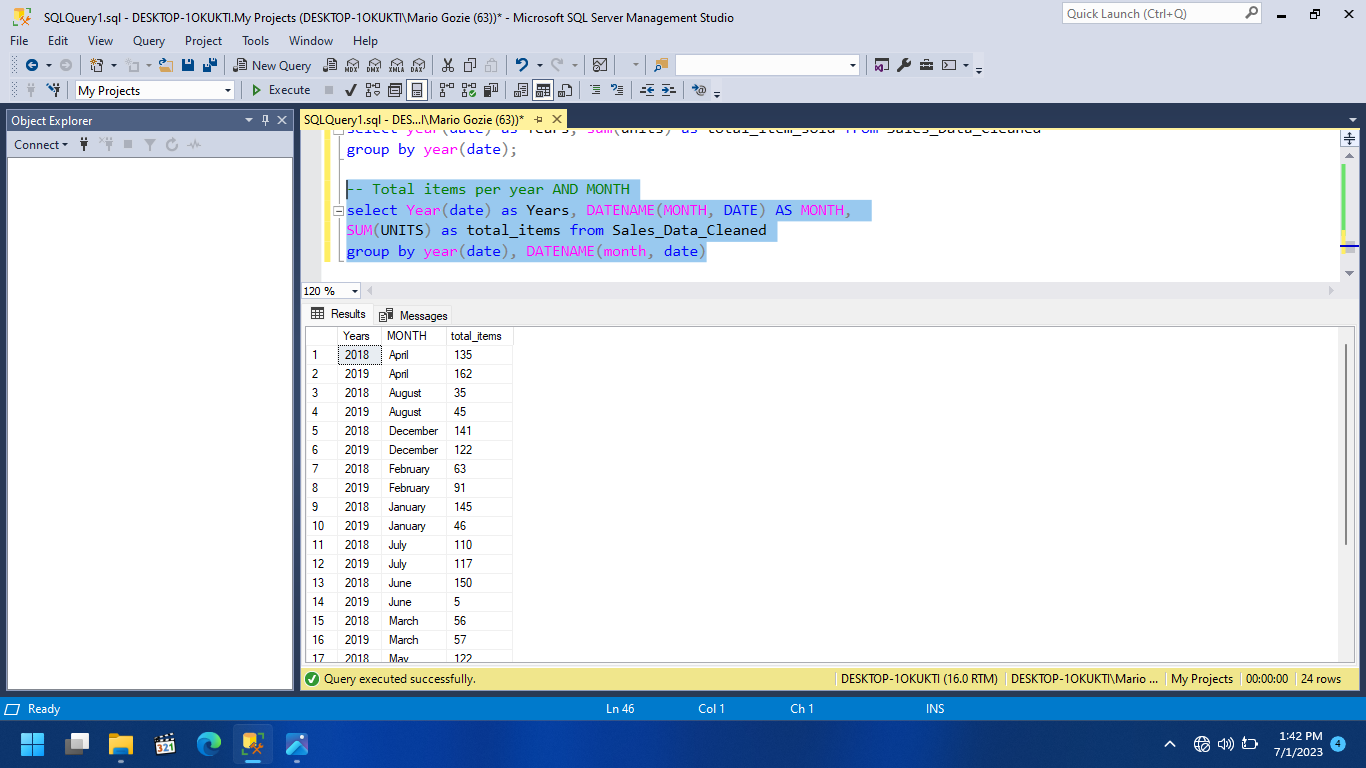 SQLQuery1.sql - DESKTOP-1OKUKTI.My Projects (DESKTOP-1OKUKTI\Mario Gozie (63))* - Microsoft SQL Server Management Studio
Quick Launch (Ctrl+Q)
File Edit View Query Project Tools Window Help
New Query MDX DMX XMLA DAX
My Projects Execute
Object Explorer
SQLQuery1.sql - DES...I\Mario Gozie (63))*
Connect
select year(date) as Years, sum(units) as total_item_sold from Sales_Data_Cleaned
group by year(date);
-- Total items per year AND MONTH
select Year(date) as Years, DATENAME(MONTH, DATE) AS MONTH,
SUM(UNITS) as total_items from Sales_Data_Cleaned
group by year(date), DATENAME(month, date)
120 %
Results Messages
Years MONTH total_items
1 2018 April 135
2 2019 April 162
3 2018 August 35
4 2019 August 45
5 2018 December 141
6 2019 December 122
7 2018 February 63
8 2019 February 91
9 2018 January 145
10 2019 January 46
11 2018 July 110
12 2019 July 117
13 2018 June 150
14 2019 June 5
15 2018 March 56
16 2019 March 57
17 2018 May 122
Query executed successfully.
DESKTOP-1OKUKTI (16.0 RTM) DESKTOP-1OKUKTI\Mario ... My Projects 00:00:00 24 rows
Ready Ln 46 Col 1 Ch 1 INS
321
1:42 PM
7/1/2023
4